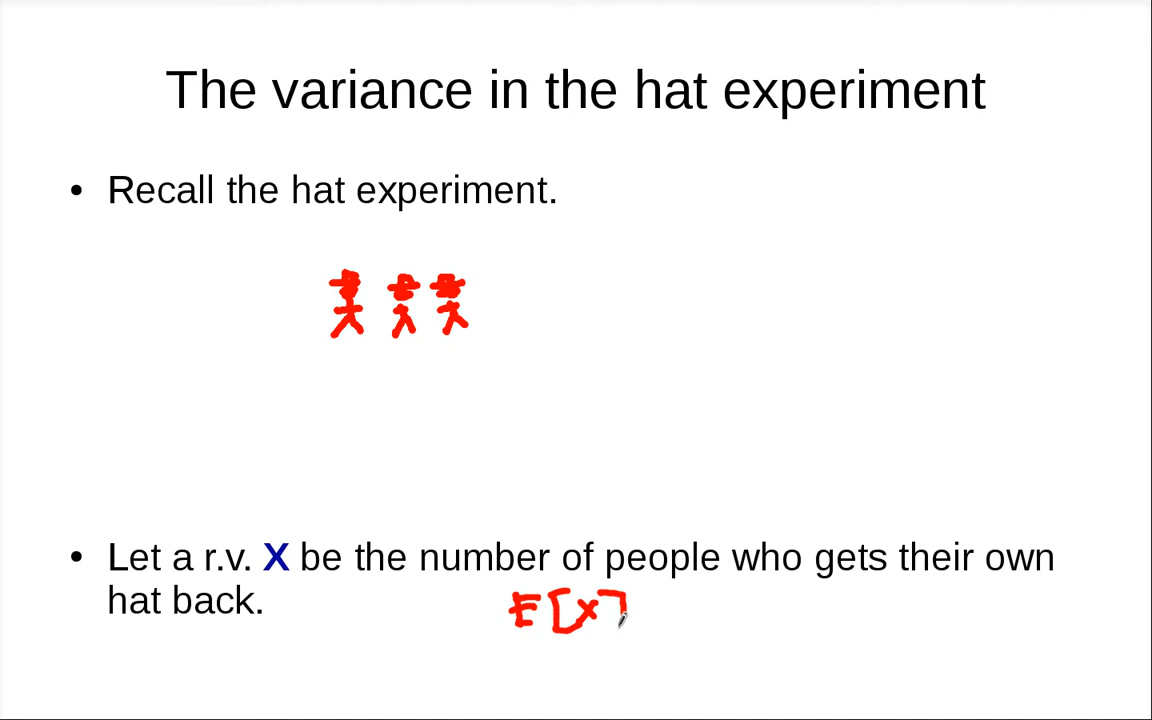 The variance in the hat experiment
• Recall the hat experiment.
• Let a r.v. X be the number of people who gets their own
hat back.
E[X]